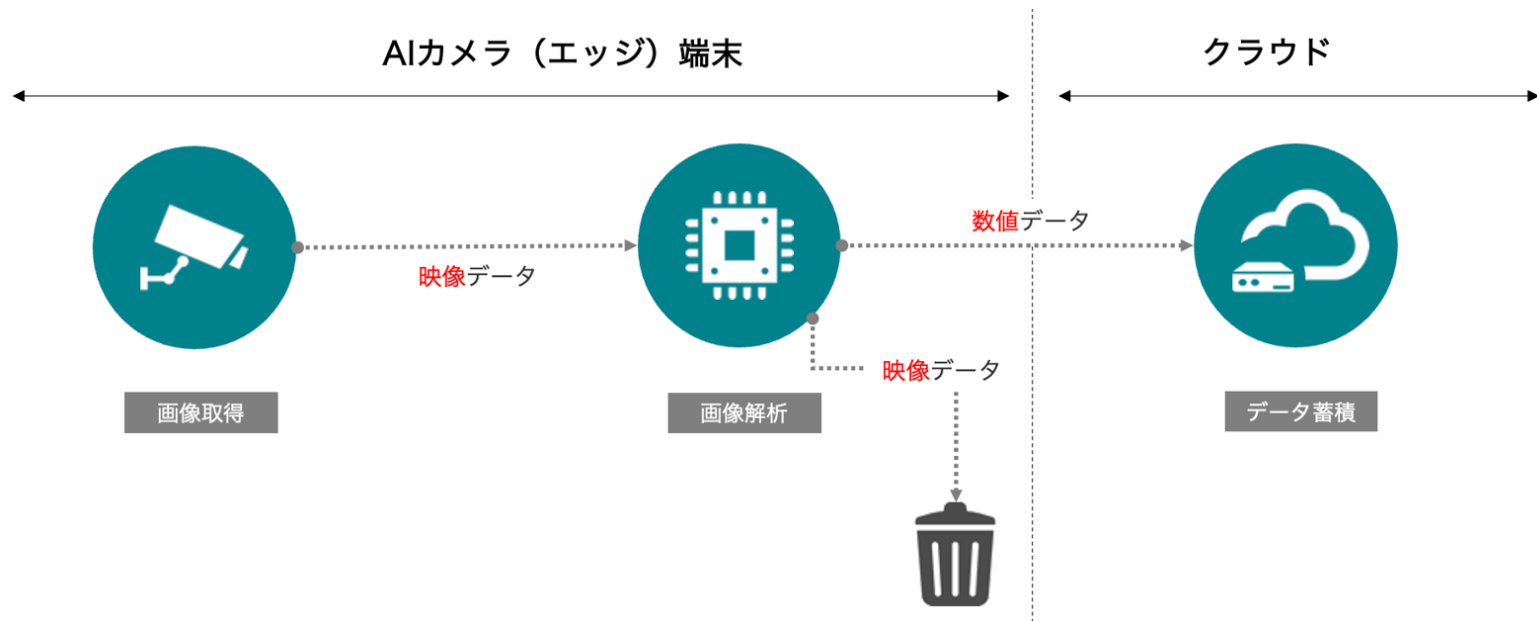 AIカメラ（エッジ）端末
クラウド
数値データ
映像データ
映像データ
画像取得
画像解析
データ蓄積